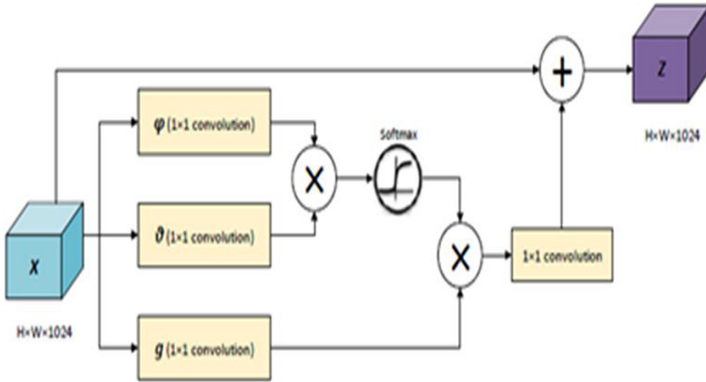 Z
+
φ (1×1 convolution)
Softmax
H×W×1024
X
ϑ (1×1 convolution)
X
1×1 convolution
X
H×W×1024
g (1×1 convolution)